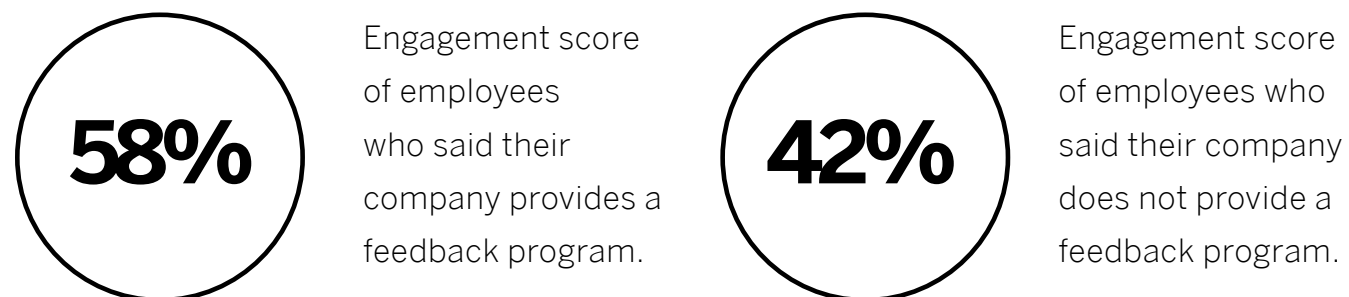 58%
Engagement score
of employees
who said their
company provides a
feedback program.
42%
Engagement score
of employees who
said their company
does not provide a
feedback program.